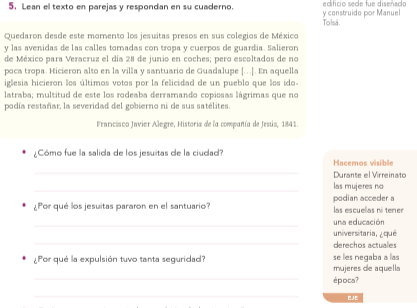 5. Lean el texto en parejas y respondan en su cuaderno.
Quedaron desde este momento los jesuitas presos en sus colegios de México
y las avenidas de las calles tomadas con tropa y cuerpos de guardia. Salieron
de México para Veracruz el día 28 de junio en coches; pero escoltados de no
poca tropa. Hicieron alto en la villa y santuario de Guadalupe [...]. En aquella
iglesia hicieron los últimos votos por la felicidad de un pueblo que los ido-
latraba; multitud de este los rodeaba derramando copiosas lágrimas que no
podía restañar, la severidad del gobierno ni de sus satélites.
Francisco Javier Alegre, Historia de la compañía de Jesús, 1841.
• ¿Cómo fue la salida de los jesuitas de la ciudad?
• ¿Por qué los jesuitas pararon en el santuario?
• ¿Por qué la expulsión tuvo tanta seguridad?
edificio sede fue diseñado
y construido por Manuel
Tolsá.
Hacemos visible
Durante el Virreinato
las mujeres no
podían acceder a
las escuelas ni tener
una educación
universitaria, ¿qué
derechos actuales
se les negaba a las
mujeres de aquella
época?
EJE